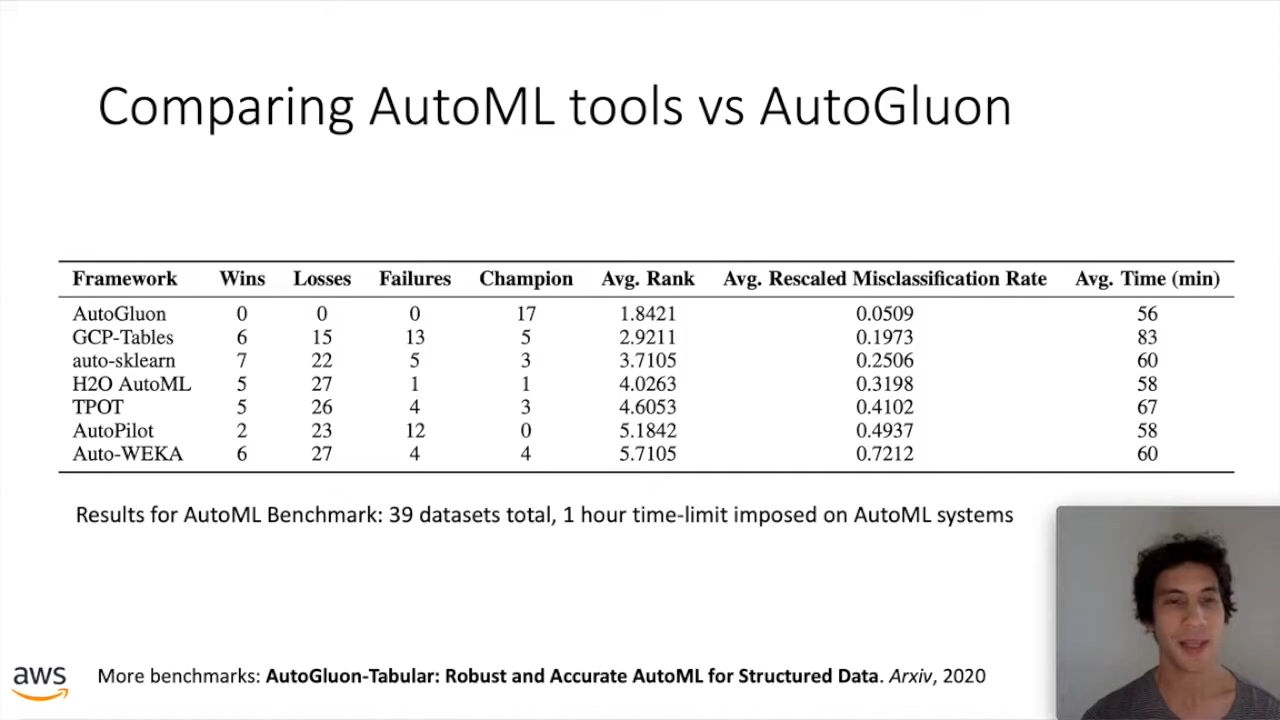 Comparing AutoML tools vs AutoGluon
Framework Wins Losses Failures Champion Avg. Rank Avg. Rescaled Misclassification Rate Avg. Time (min)
AutoGluon 0 0 0 17 1.8421 0.0509 56
GCP-Tables 6 15 13 5 2.9211 0.1973 83
auto-sklearn 7 22 5 3 3.7105 0.2506 60
H2O AutoML 5 27 1 1 4.0263 0.3198 58
TPOT 5 26 4 3 4.6053 0.4102 67
AutoPilot 2 23 12 0 5.1842 0.4937 58
Auto-WEKA 6 27 4 4 5.7105 0.7212 60
Results for AutoML Benchmark: 39 datasets total, 1 hour time-limit imposed on AutoML systems
aws
More benchmarks: AutoGluon-Tabular: Robust and Accurate AutoML for Structured Data. Arxiv, 2020